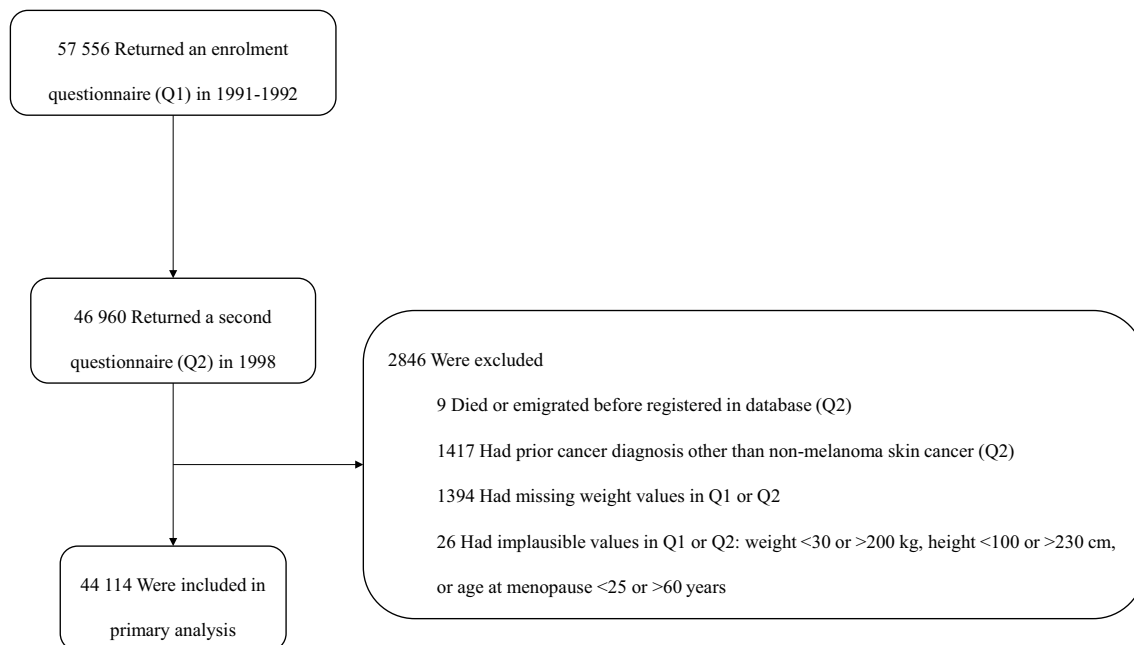 57 556 Returned an enrolment
questionnaire (Q1) in 1991-1992
46 960 Returned a second
questionnaire (Q2) in 1998
2846 Were excluded
9 Died or emigrated before registered in database (Q2)
1417 Had prior cancer diagnosis other than non-melanoma skin cancer (Q2)
1394 Had missing weight values in Q1 or Q2
26 Had implausible values in Q1 or Q2: weight <30 or >200 kg, height <100 or >230 cm,
or age at menopause <25 or >60 years
44 114 Were included in
primary analysis